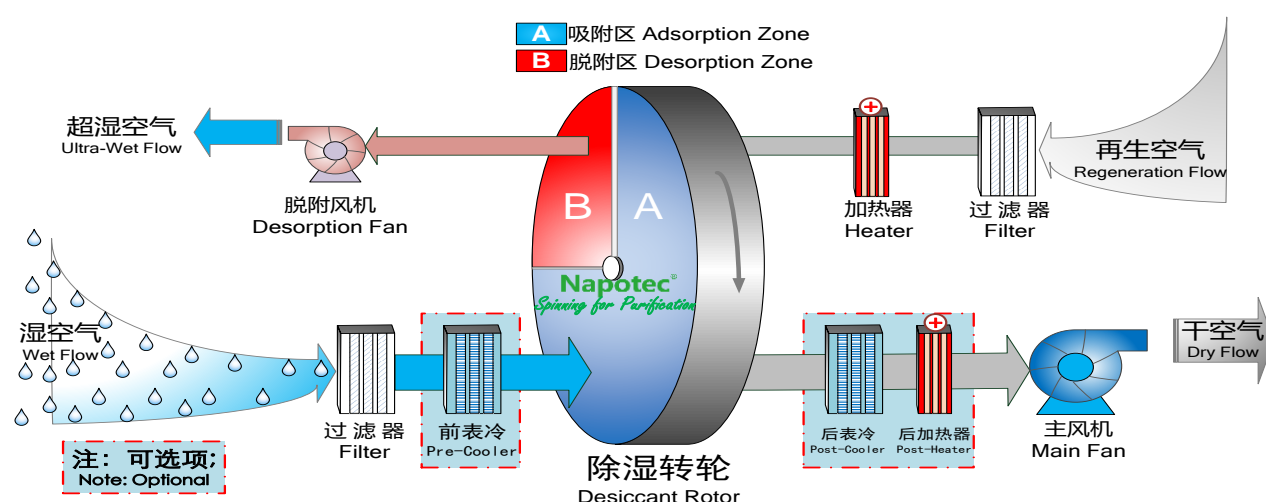 A 吸附区 Adsorption Zone
B 脱附区 Desorption Zone
超湿空气
Ultra-Wet Flow
脱附风机
Desorption Fan
加热器
Heater
过滤器
Filter
再生空气
Regeneration Flow
B A
Napotec®
Spinning for Purification
湿空气
Wet Flow
过滤器
Filter
前表冷
Pre-Cooler
后表冷
Post-Cooler
后加热器
Post-Heater
主风机
Main Fan
干空气
Dry Flow
注：可选项;
Note: Optional
除湿转轮
Desiccant Rotor